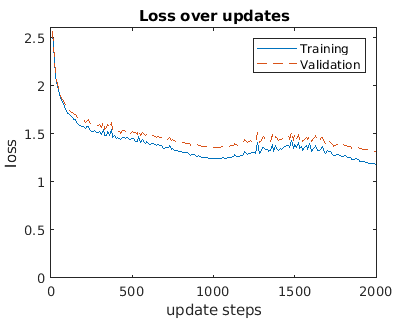 Loss over updates
Training
Validation
loss
2.5
2
1.5
1
0.5
0
0 500 1000 1500 2000
update steps